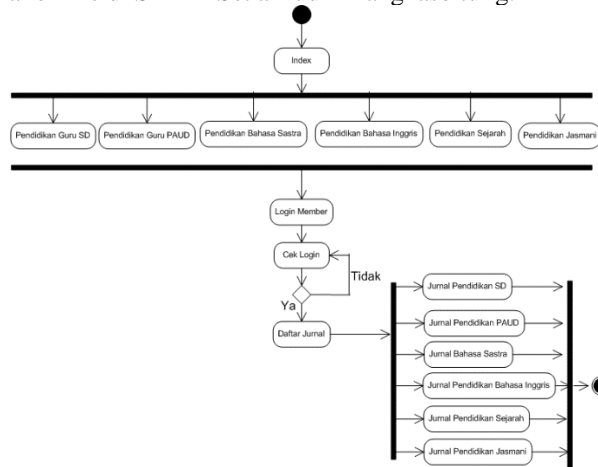 Index
Pendidikan Guru SD
Pendidikan Guru PAUD
Pendidikan Bahasa Sastra
Pendidikan Bahasa Inggris
Pendidikan Sejarah
Pendidikan Jasmani
Login Member
Cek Login
Tidak
Ya
Daftar Jurnal
Jurnal Pendidikan SD
Jurnal Pendidikan PAUD
Jurnal Bahasa Sastra
Jurnal Pendidikan Bahasa Inggris
Jurnal Pendidikan Sejarah
Jurnal Pendidikan Jasmani